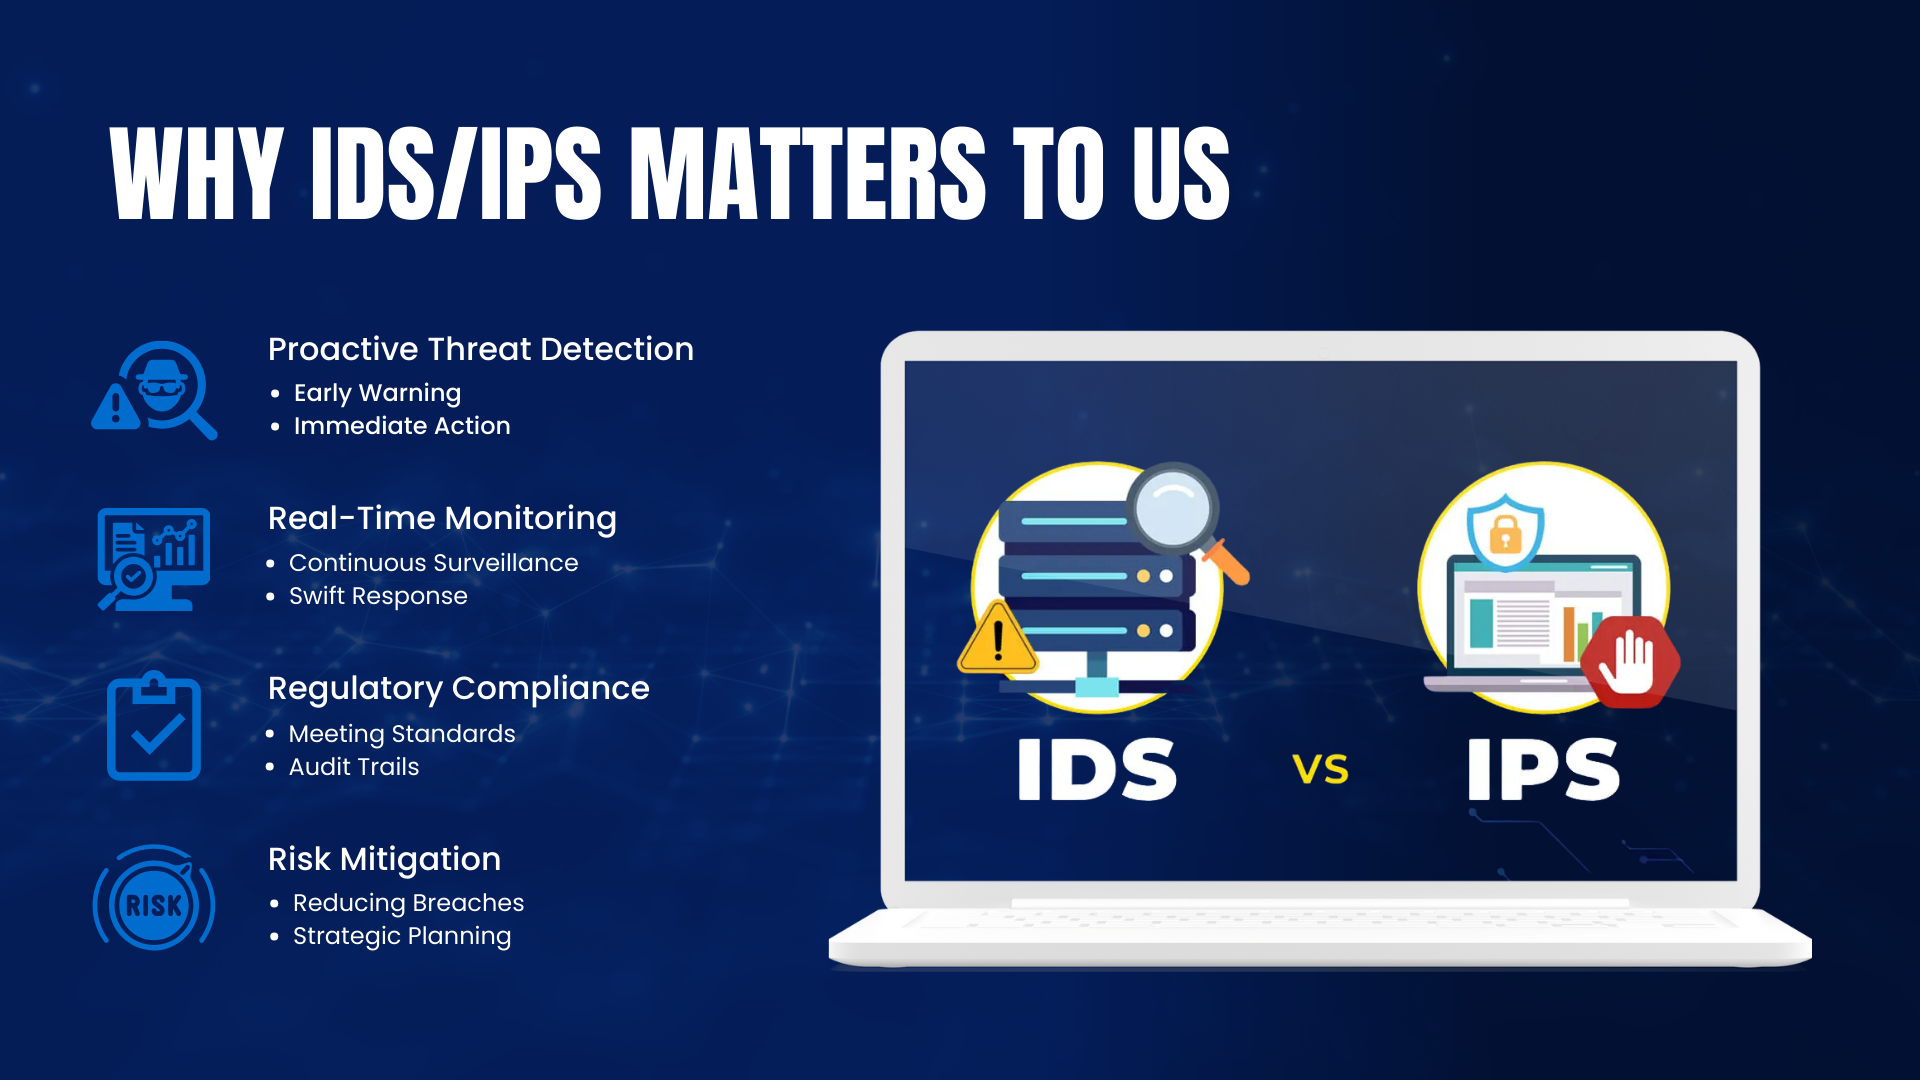 WHY IDS/IPS MATTERS TO US
Proactive Threat Detection
• Early Warning
• Immediate Action
Real-Time Monitoring
• Continuous Surveillance
• Swift Response
Regulatory Compliance
• Meeting Standards
• Audit Trails
RISK
Risk Mitigation
• Reducing Breaches
• Strategic Planning
IDS vs IPS